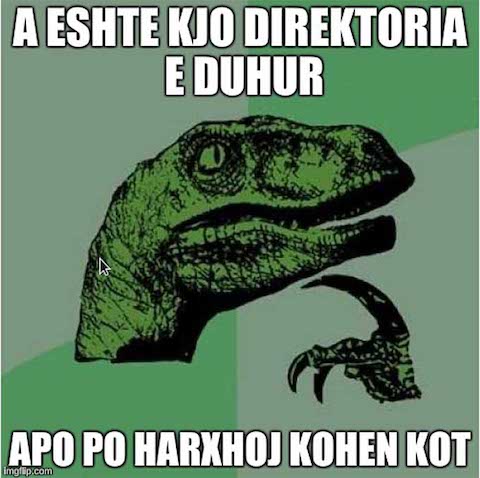 A ESHTE KJO DIREKTORIA
E DUHUR
APO PO HARXHOJ KOHEN KOT
imgflip.com